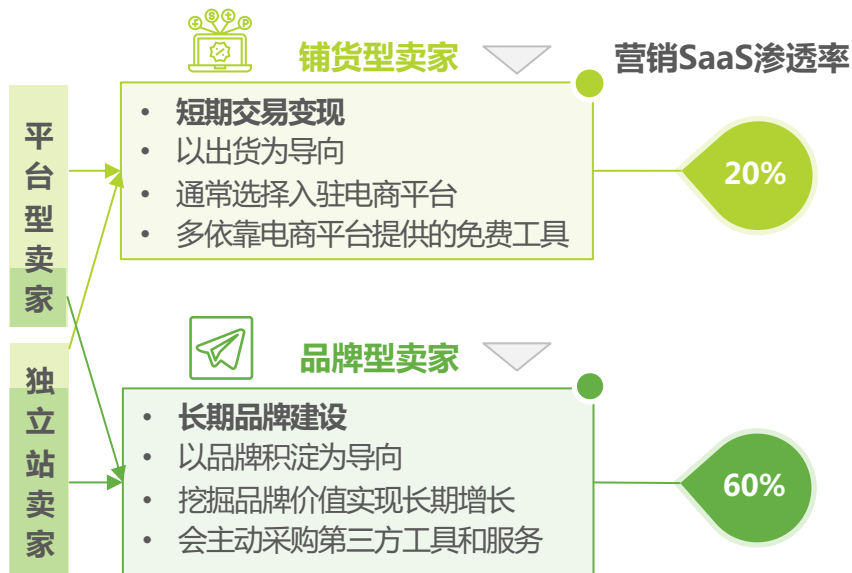 铺货型卖家
营销SaaS渗透率
平台型卖家
• 短期交易变现
• 以出货为导向
• 通常选择入驻电商平台
• 多依靠电商平台提供的免费工具
20%
品牌型卖家
独立站卖家
• 长期品牌建设
• 以品牌积淀为导向
• 挖掘品牌价值实现长期增长
• 会主动采购第三方工具和服务
60%